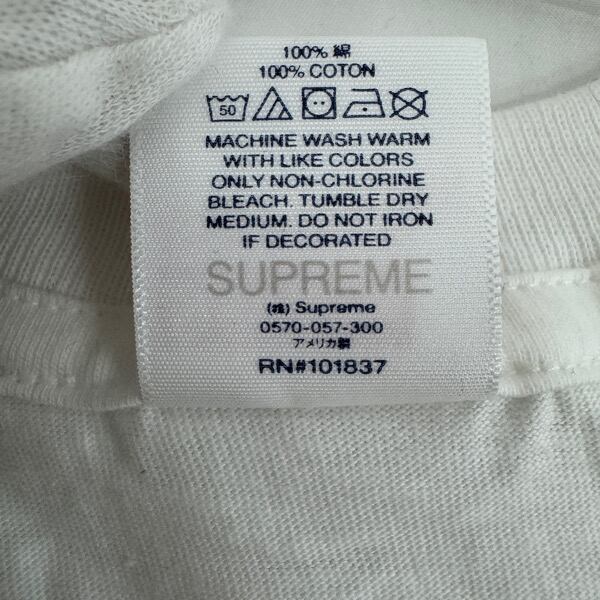 100% 綿
100% COTON
50
MACHINE WASH WARM
WITH LIKE COLORS
ONLY NON-CHLORINE
BLEACH. TUMBLE DRY
MEDIUM. DO NOT IRON
IF DECORATED
SUPREME
(株) Supreme
0570-057-300
アメリカ製
RN#101837